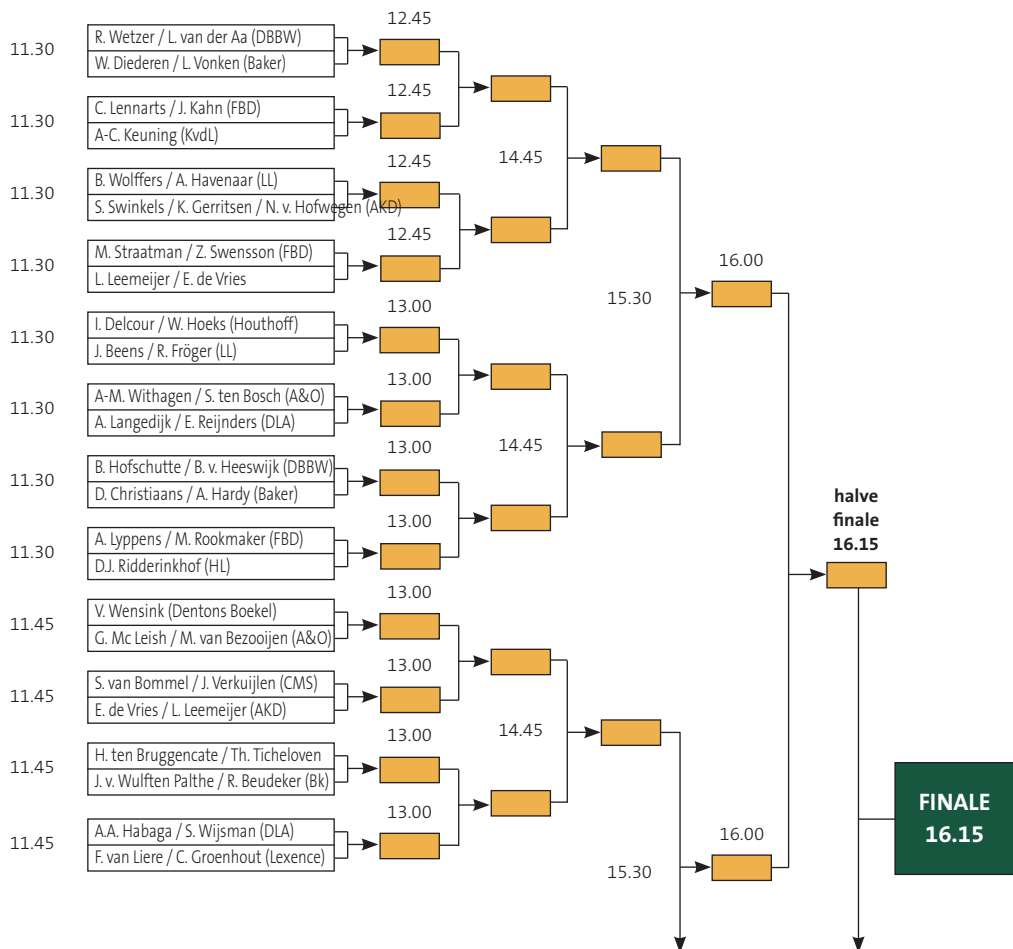 12.45
11.30
R. Wetzer / L. van der Aa (DBBW)
W. Diederen / L. Vonken (Baker)
12.45
11.30
C. Lennarts / J. Kahn (FBD)
A-C. Keuning (KvdL)
12.45
14.45
11.30
B. Wolffers / A. Havenaar (LL)
S. Swinkels / K. Gerritsen / N. v. Hofwegen (AKD)
12.45
11.30
M. Straatman / Z. Swensson (FBD)
L. Leemeijer / E. de Vries
16.00
15.30
13.00
11.30
I. Delcour / W. Hoeks (Houthoff)
J. Beens / R. Fröger (LL)
13.00
11.30
A-M. Withagen / S. ten Bosch (A&O)
A. Langedijk / E. Reijnders (DLA)
13.00
14.45
11.30
B. Hofschutte / B. v. Heeswijk (DBBW)
D. Christiaans / A. Hardy (Baker)
halve
finale
16.15
13.00
11.30
A. Lyppens / M. Rookmaker (FBD)
D.J. Ridderinkhof (HL)
13.00
11.45
V. Wensink (Dentons Boekel)
G. Mc Leish / M. van Bezooijen (A&O)
13.00
11.45
S. van Bommel / J. Verkuijlen (CMS)
E. de Vries / L. Leemeijer (AKD)
13.00
14.45
11.45
H. ten Bruggencate / Th. Ticheloven
J. v. Wulften Palthe / R. Beudeker (Bk)
FINALE
16.15
13.00
11.45
A.A. Habaga / S. Wijsman (DLA)
F. van Liere / C. Groenhout (Lexence)
16.00
15.30